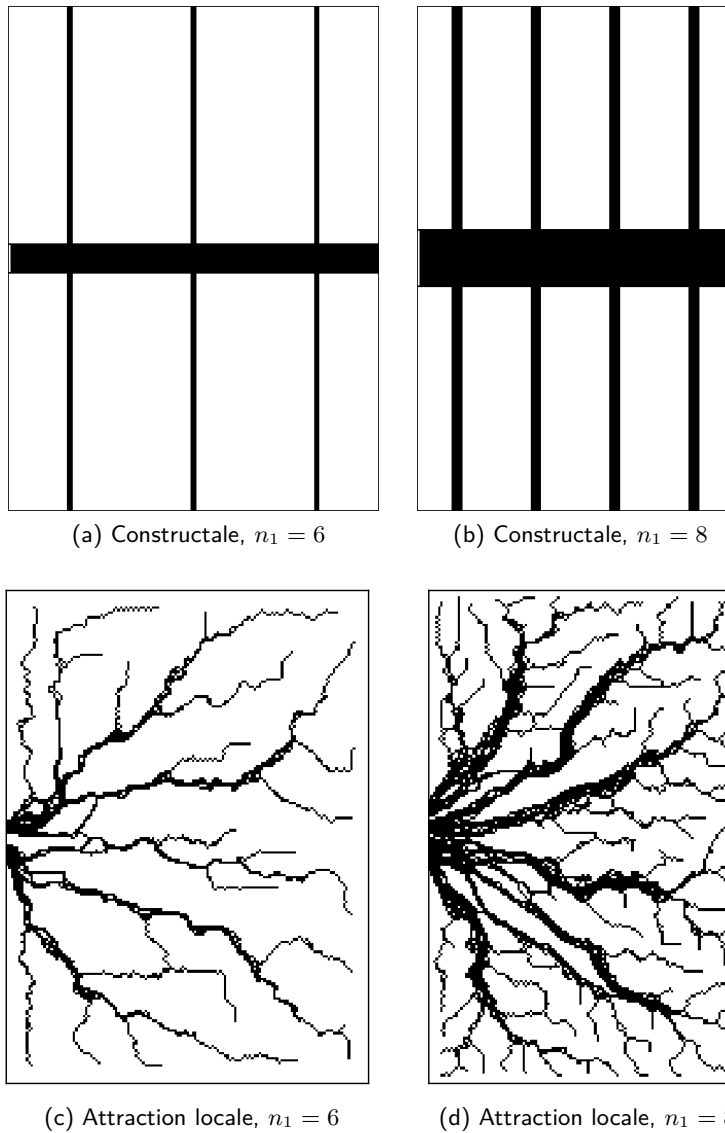 (a) Constructale, n₁ = 6
(b) Constructale, n₁ = 8
(c) Attraction locale, n₁ = 6
(d) Attraction locale, n₁ =